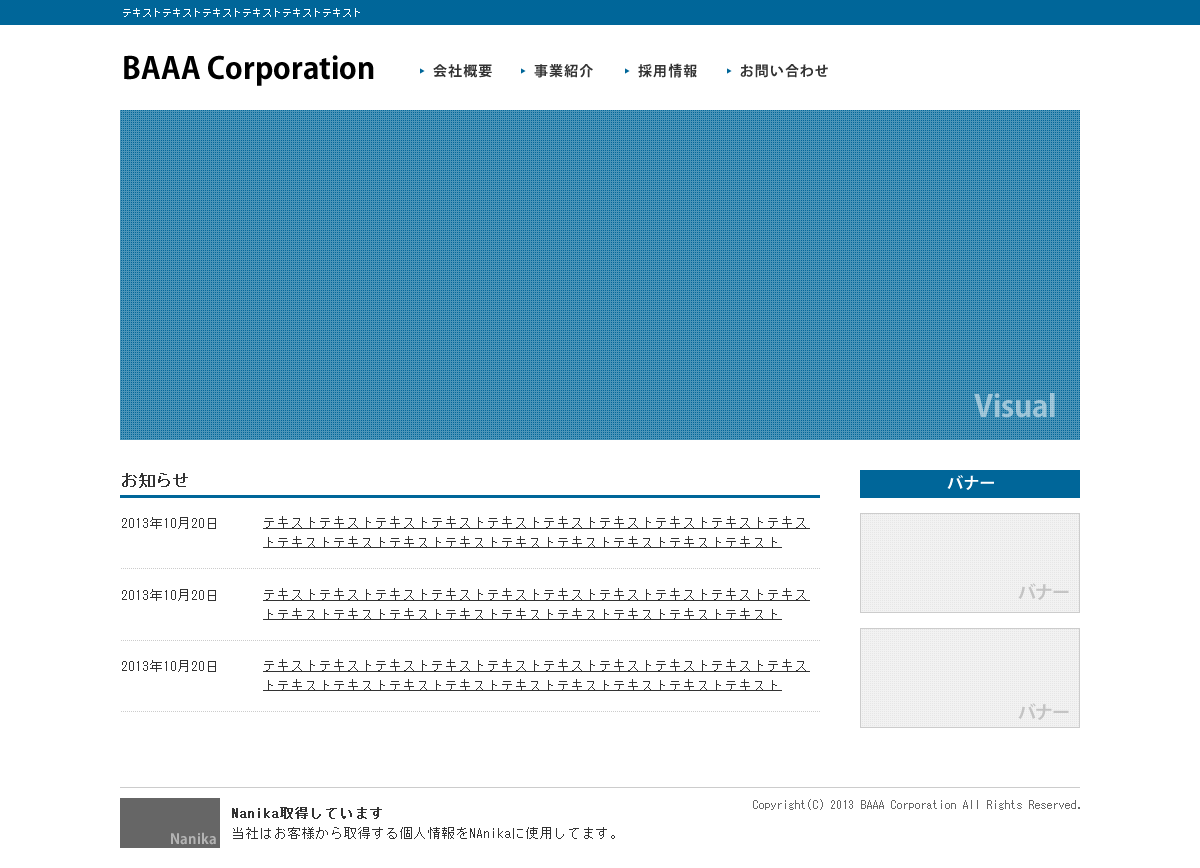 テキストテキストテキストテキストテキストテキスト
BAAA Corporation
会社概要
事業紹介
採用情報
お問い合わせ
Visual
お知らせ
2013年10月20日
テキストテキストテキストテキストテキストテキストテキストテキストテキストテキス
トテキストテキストテキストテキストテキストテキストテキストテキストテキスト
2013年10月20日
テキストテキストテキストテキストテキストテキストテキストテキストテキストテキス
トテキストテキストテキストテキストテキストテキストテキストテキストテキスト
2013年10月20日
テキストテキストテキストテキストテキストテキストテキストテキストテキストテキス
トテキストテキストテキストテキストテキストテキストテキストテキストテキスト
バナー
バナー
バナー
Nanika
Nanika取得しています
当社はお客様から取得する個人情報をNAnikaに使用してます。
Copyright(C) 2013 BAAA Corporation All Rights Reserved.